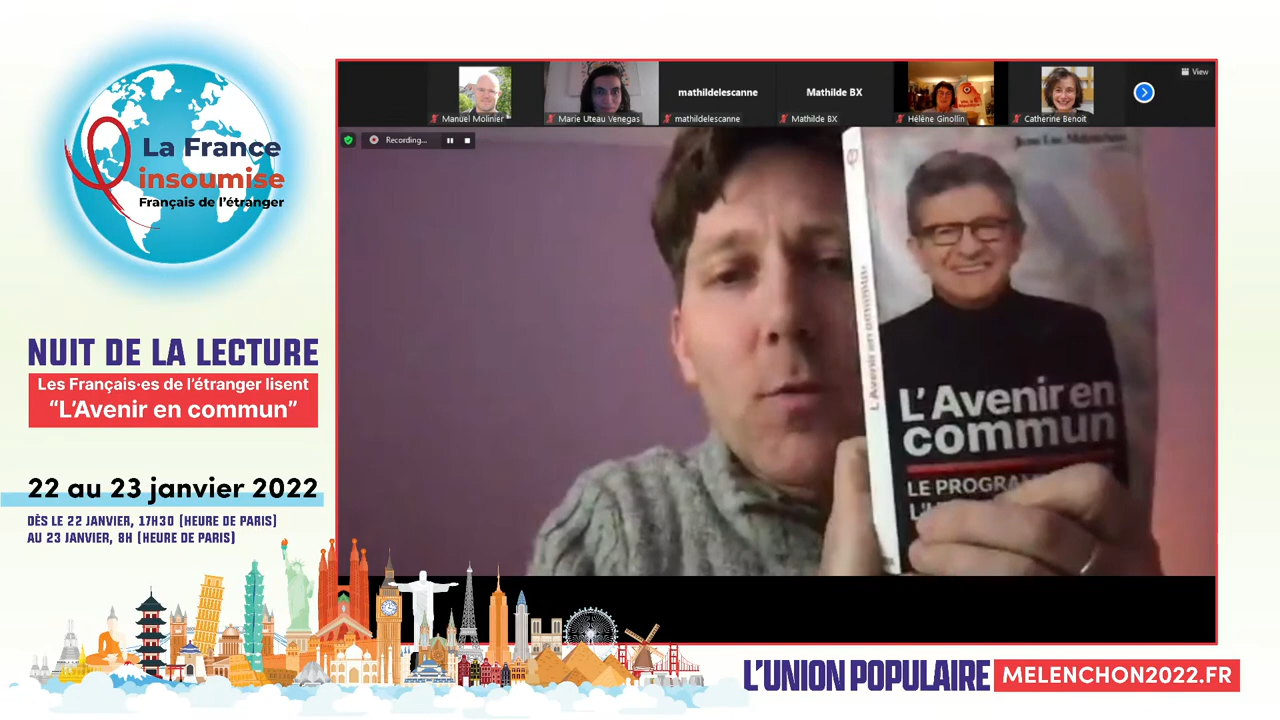 La France
insoumise
Français de l'étranger
NUIT DE LA LECTURE
Les Français·es de l'étranger lisent
“L'Avenir en commun”
22 au 23 janvier 2022
DÈS LE 22 JANVIER, 17H30 (HEURE DE PARIS)
AU 23 JANVIER, 8H (HEURE DE PARIS)
mathildelescanne
Mathilde BX
View
Manuel Molinier
Marie Uteau Venegas
mathildelescanne
Mathilde BX
Hélène Ginollin
Catherine Benoit
Recording...
Jean-Luc Mélenchon
L'Avenir en commun
L'Avenir en
commun
LE PROGRA
L'U
L'UNION POPULAIRE
MELENCHON2022.FR